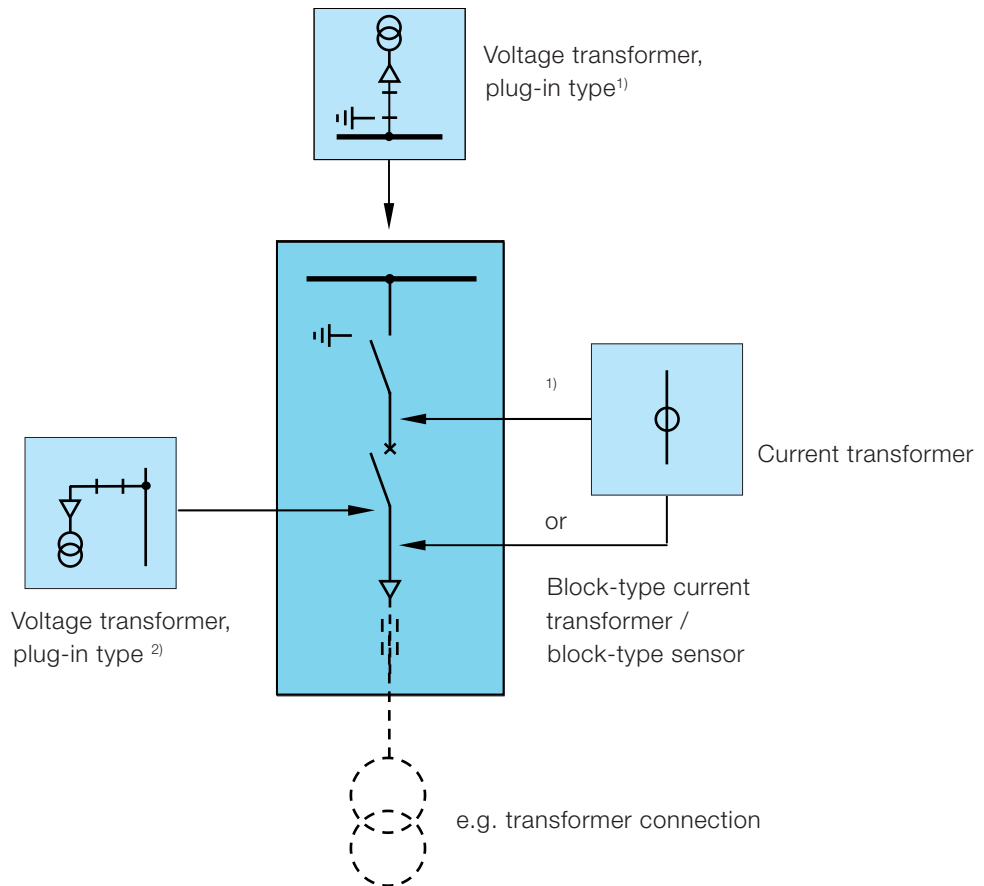 Voltage transformer,
plug-in type1)
1)
Current transformer
or
Block-type current
transformer /
block-type sensor
Voltage transformer,
plug-in type 2)
e.g. transformer connection